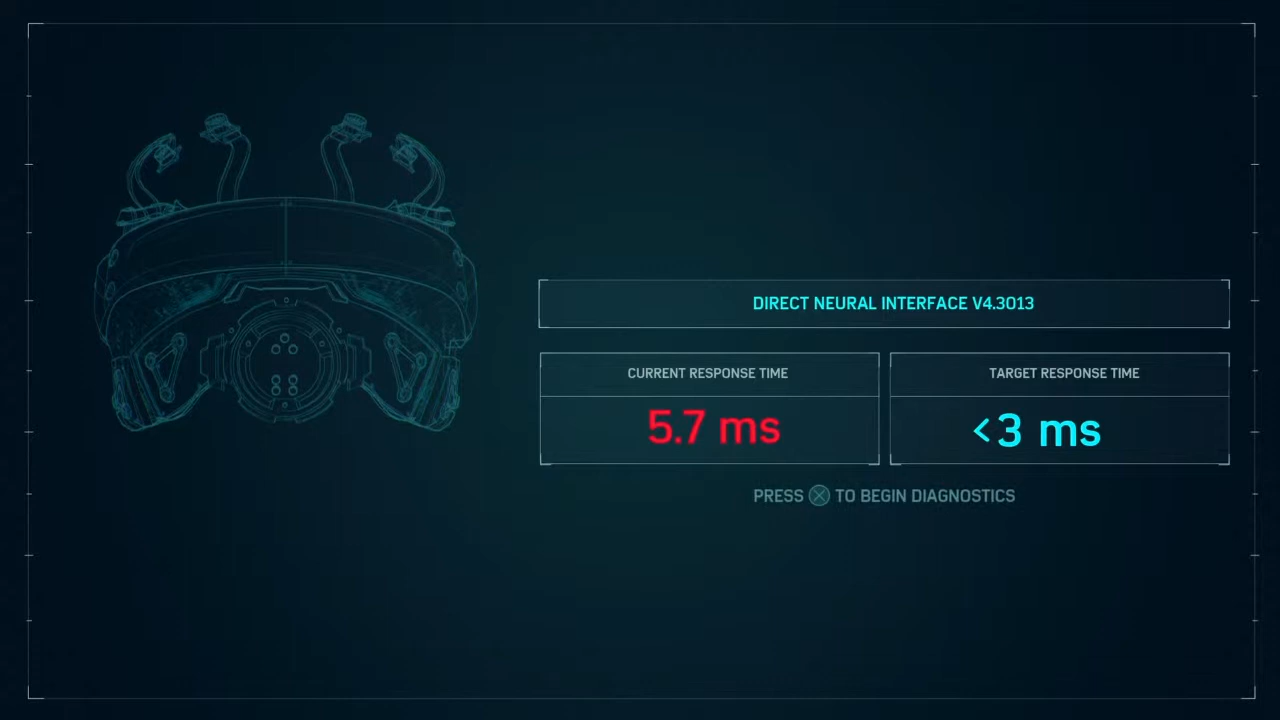 DIRECT NEURAL INTERFACE V4.3013
CURRENT RESPONSE TIME
TARGET RESPONSE TIME
5.7 ms
<3 ms
PRESS ⓧ TO BEGIN DIAGNOSTICS